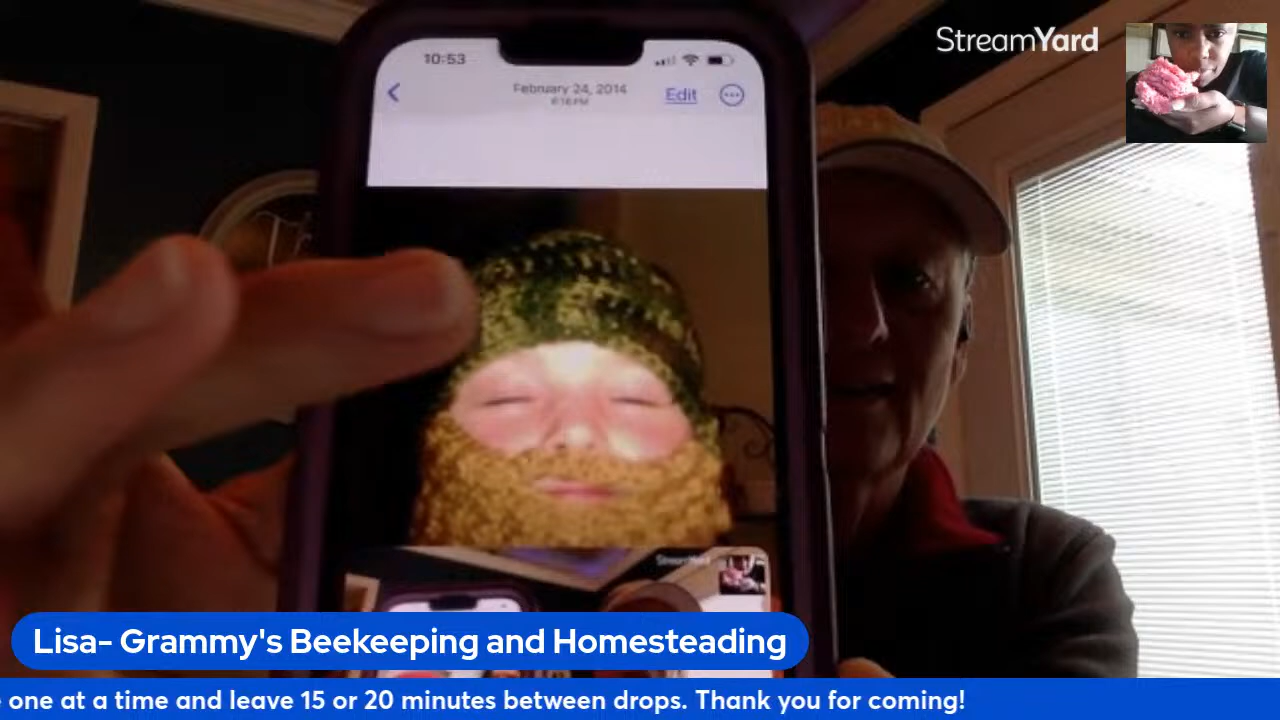 StreamYard
10:53
February 24, 2014
Edit
Lisa- Grammy's Beekeeping and Homesteading
one at a time and leave 15 or 20 minutes between drops. Thank you for coming!